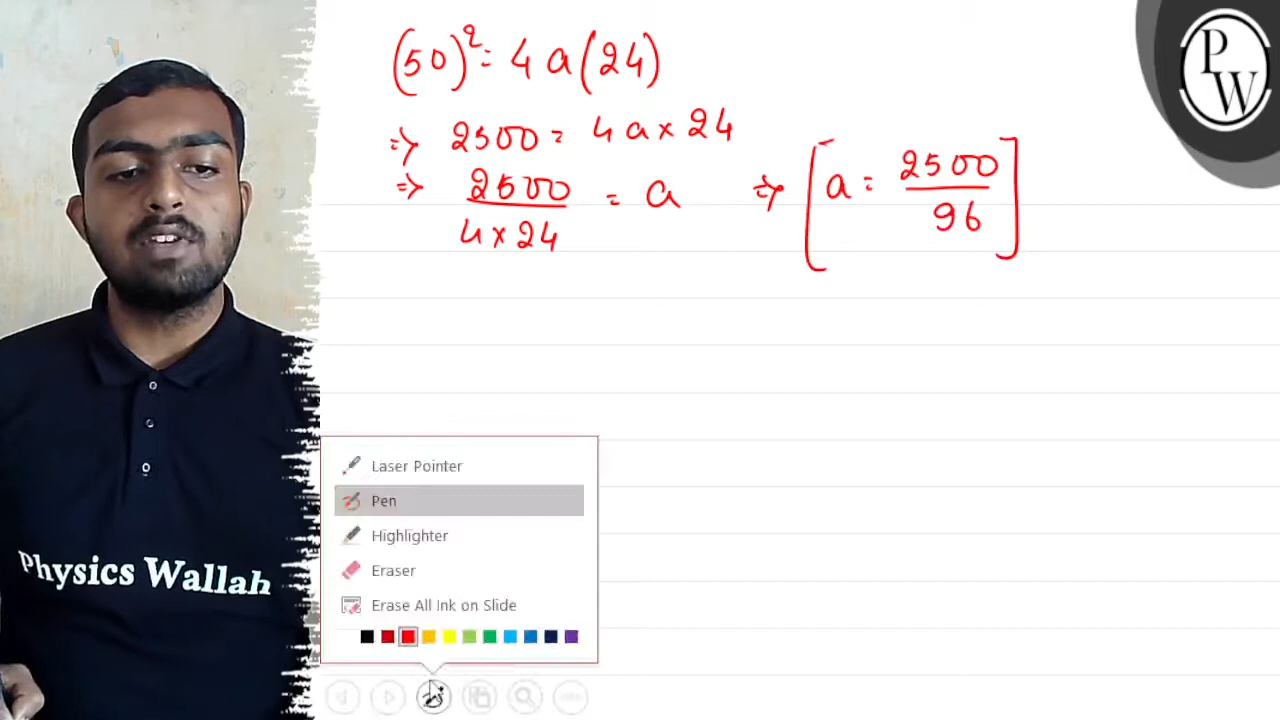 (50)² = 4a(24)
⇒ 2500 = 4a × 24
⇒ 2500/4×24 = a ⇒ [a = 2500/96]
PW
Physics Wallah
Laser Pointer
Pen
Highlighter
Eraser
Erase All Ink on Slide